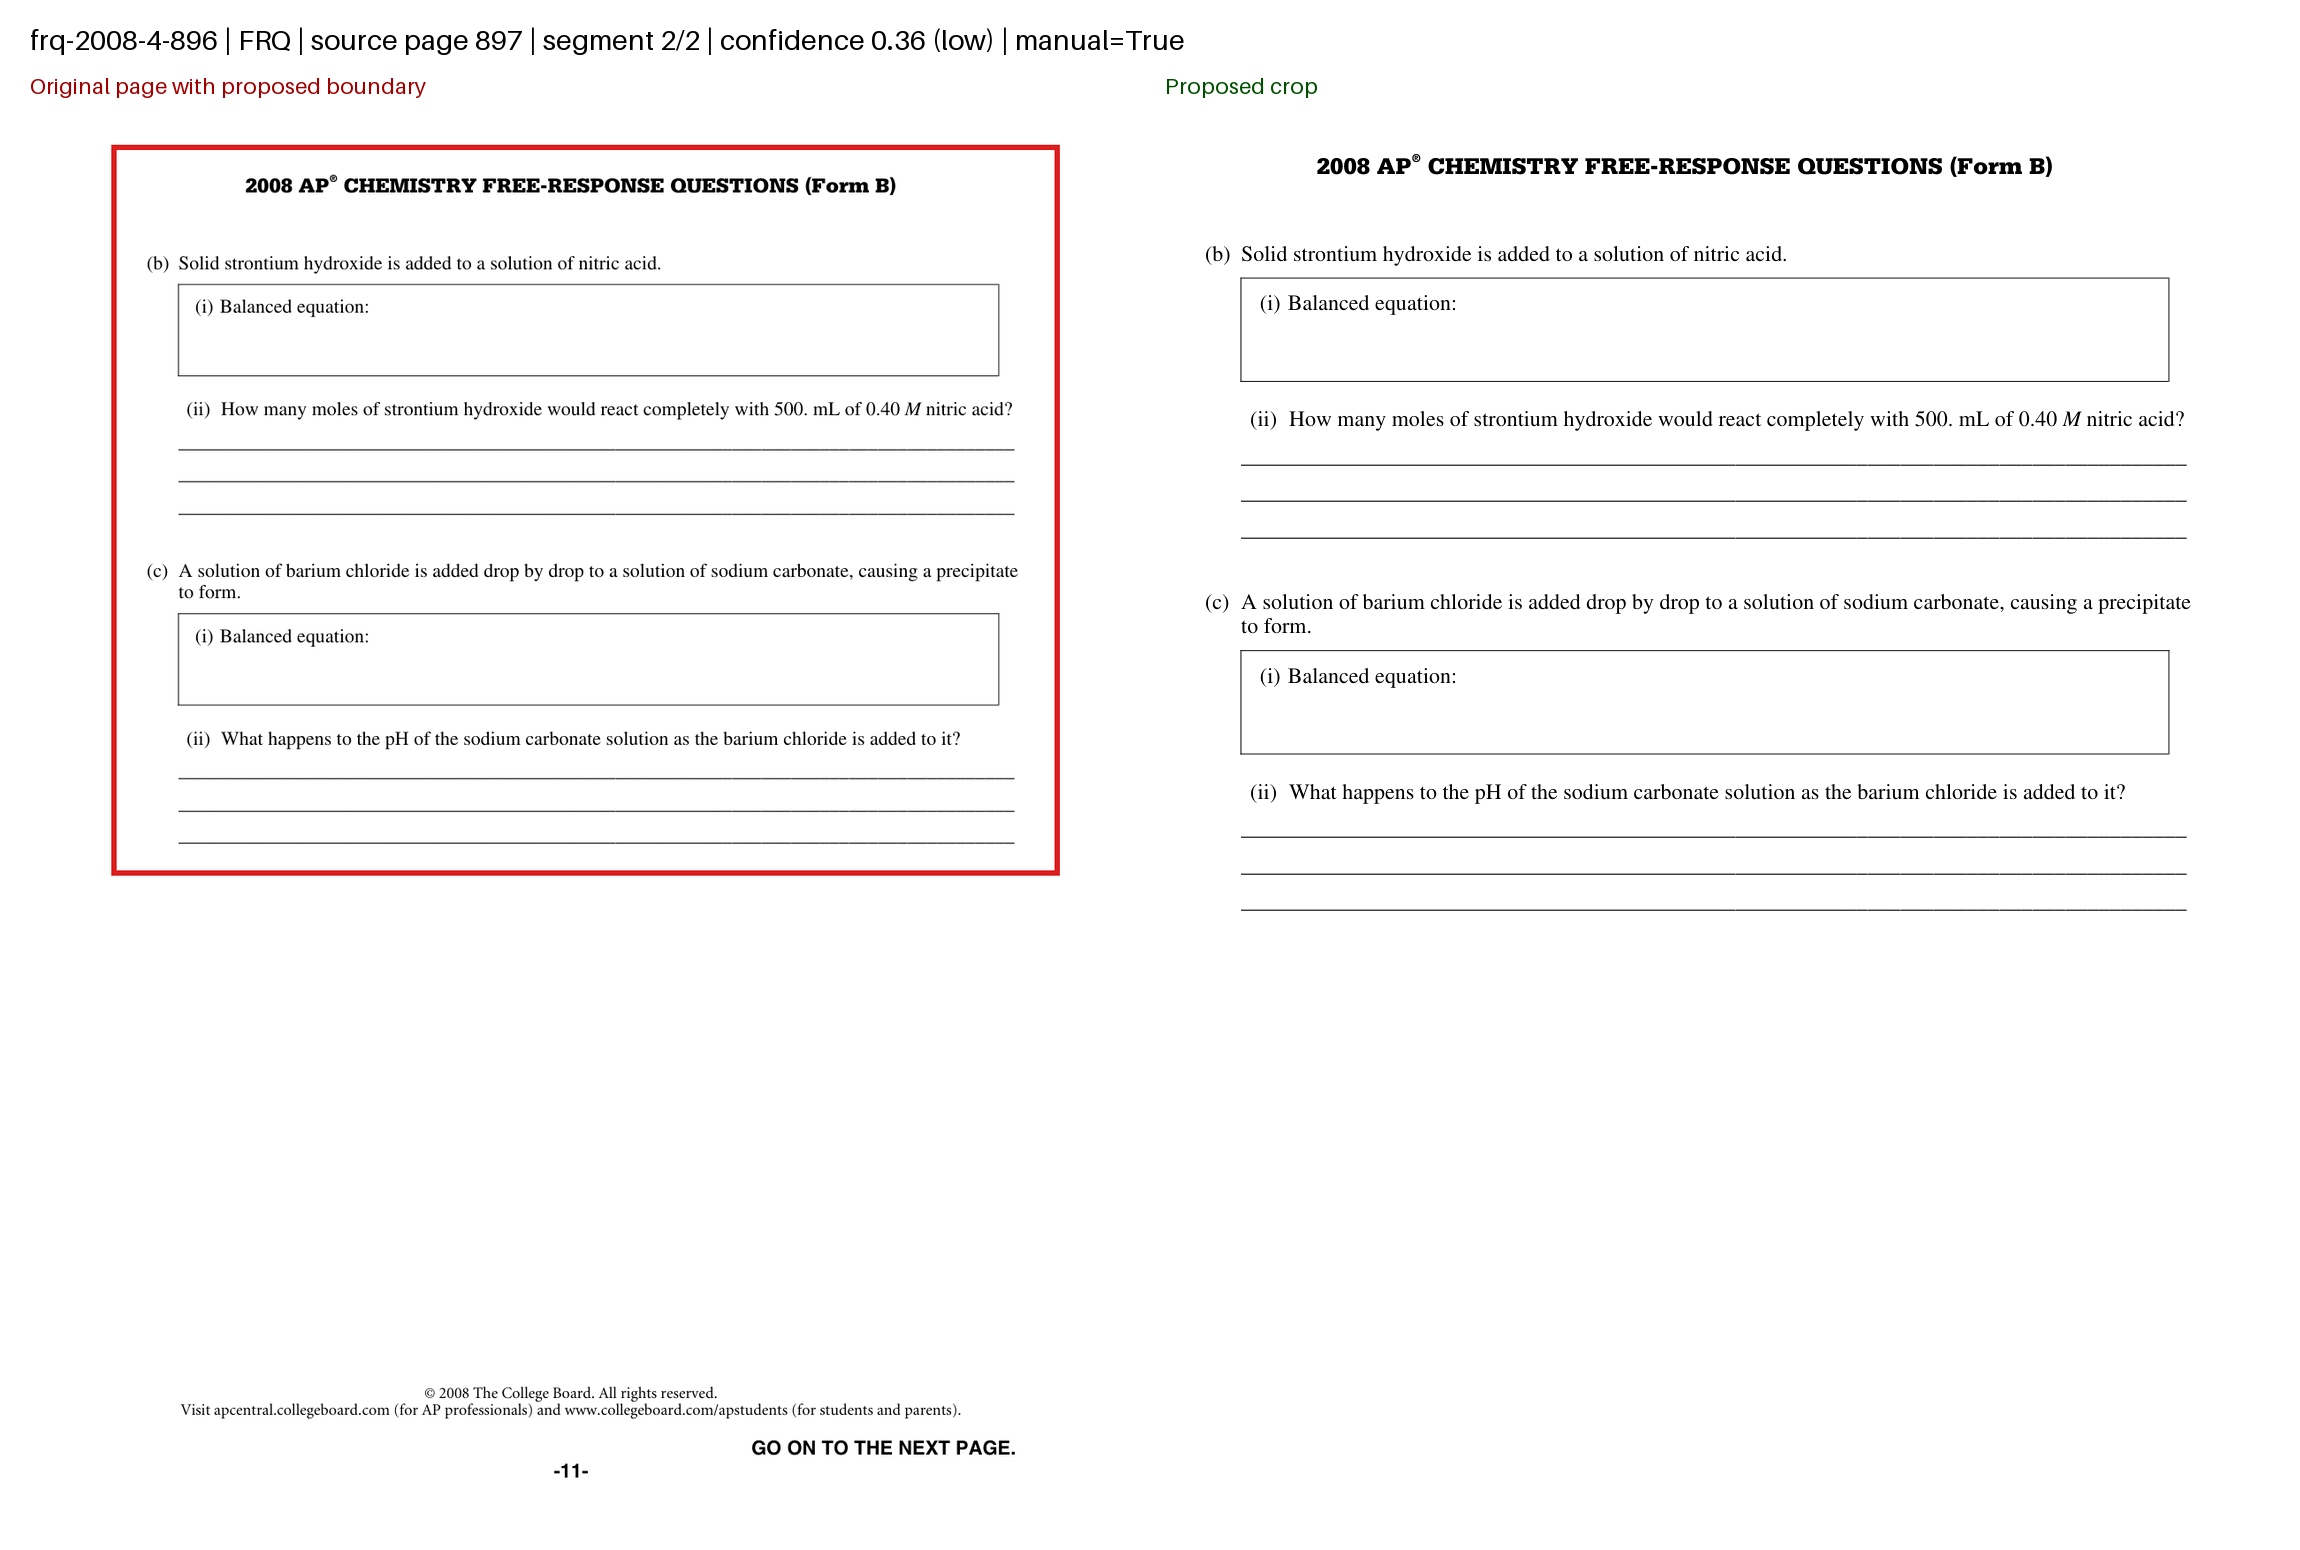 frq-2008-4-896 | FRQ | source page 897 | segment 2/2 | confidence 0.36 (low) | manual=True
Original page with proposed boundary
2008 AP® CHEMISTRY FREE-RESPONSE QUESTIONS (Form B)
(b) Solid strontium hydroxide is added to a solution of nitric acid.
(i) Balanced equation:
(ii) How many moles of strontium hydroxide would react completely with 500. mL of 0.40 M nitric acid?
(c) A solution of barium chloride is added drop by drop to a solution of sodium carbonate, causing a precipitate
to form.
(i) Balanced equation:
(ii) What happens to the pH of the sodium carbonate solution as the barium chloride is added to it?
© 2008 The College Board. All rights reserved.
Visit apcentral.collegeboard.com (for AP professionals) and www.collegeboard.com/apstudents (for students and parents).
GO ON TO THE NEXT PAGE.
-11-
Proposed crop
2008 AP® CHEMISTRY FREE-RESPONSE QUESTIONS (Form B)
(b) Solid strontium hydroxide is added to a solution of nitric acid.
(i) Balanced equation:
(ii) How many moles of strontium hydroxide would react completely with 500. mL of 0.40 M nitric acid?
(c) A solution of barium chloride is added drop by drop to a solution of sodium carbonate, causing a precipitate
to form.
(i) Balanced equation:
(ii) What happens to the pH of the sodium carbonate solution as the barium chloride is added to it?